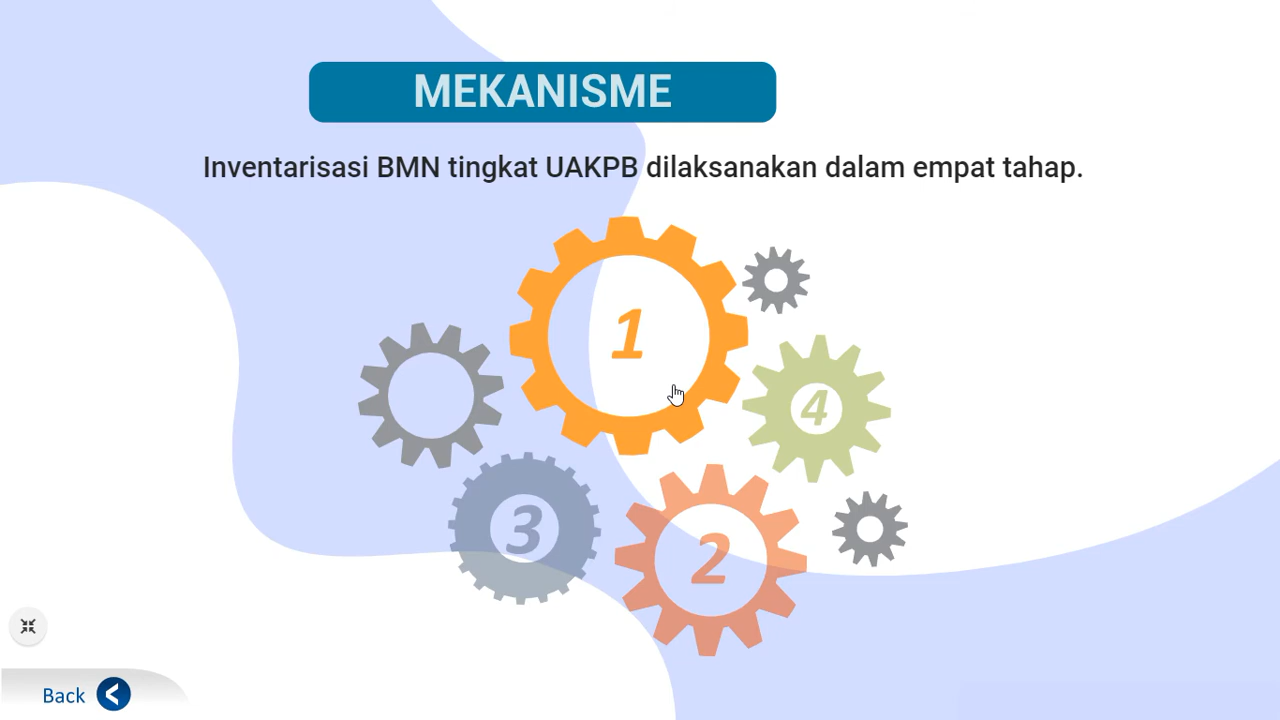 MEKANISME
Inventarisasi BMN tingkat UAKPB dilaksanakan dalam empat tahap.
1
4
3
2
Back